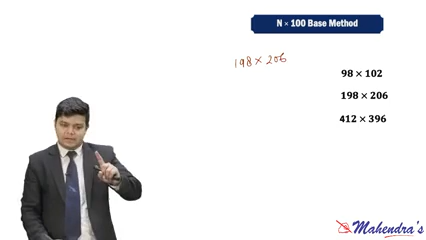 N × 100 Base Method
198 × 206
98 × 102
198 × 206
412 × 396
Mahendra's